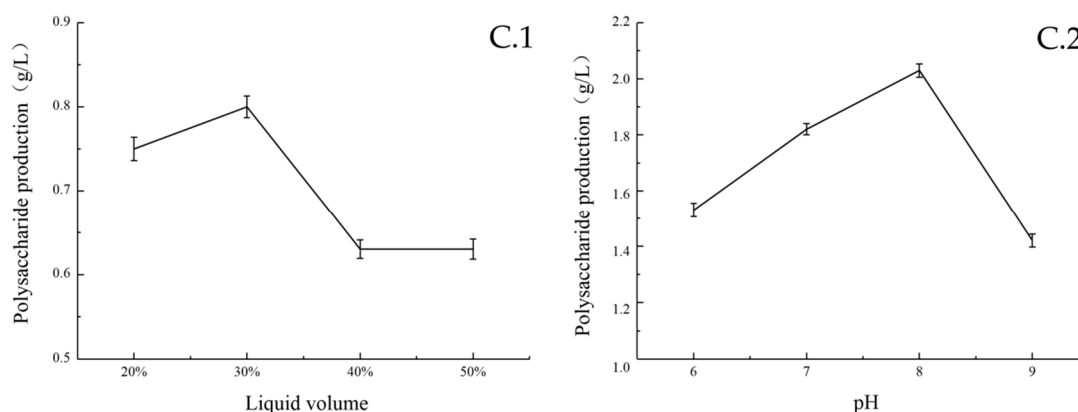 C.1
Polysaccharide production（g/L）
0.9
0.8
0.7
0.6
0.5
20% 30% 40% 50%
Liquid volume
C.2
Polysaccharide production（g/L）
2.2
2.0
1.8
1.6
1.4
1.2
1.0
6 7 8 9
pH